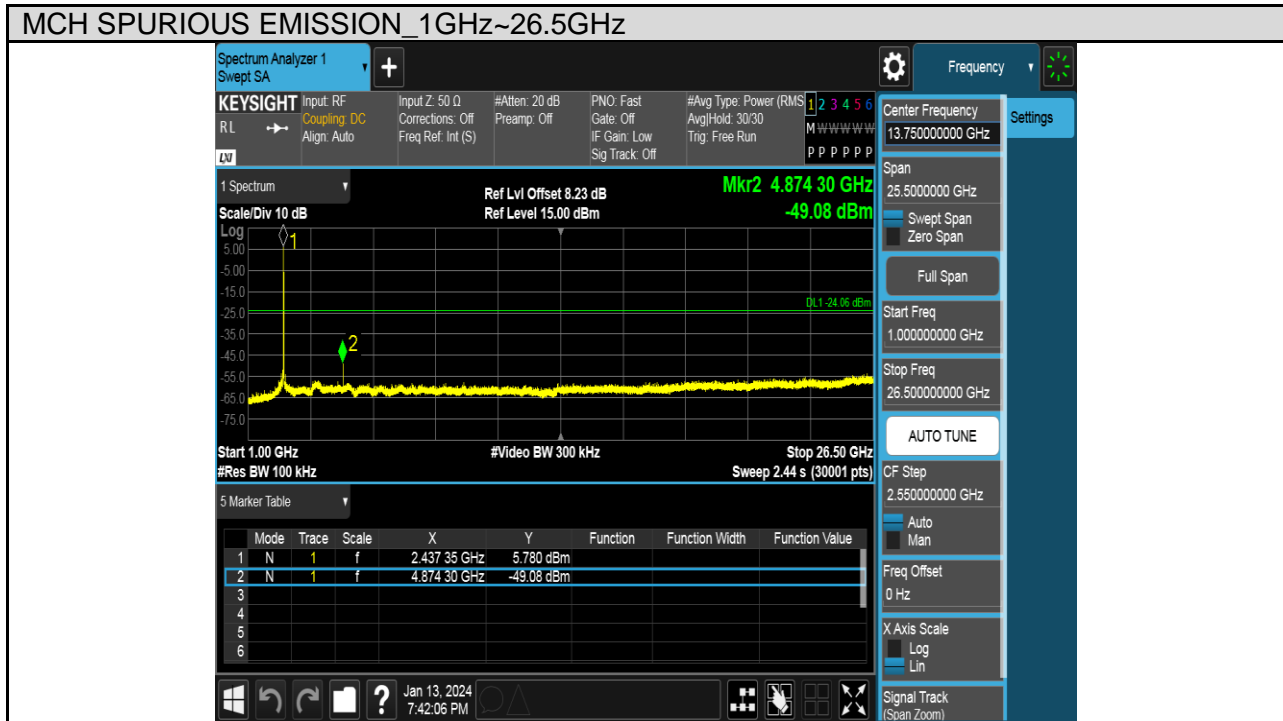 MCH SPURIOUS EMISSION_1GHz~26.5GHz
Spectrum Analyzer 1
Swept SA
+
Frequency
KEYSIGHT
RL
LXI
Input: RF
Coupling: DC
Align: Auto
Input Z: 50 Ω
Corrections: Off
Freq Ref: Int (S)
#Atten: 20 dB
Preamp: Off
PNO: Fast
Gate: Off
IF Gain: Low
Sig Track: Off
#Avg Type: Power (RMS
Avg|Hold: 30/30
Trig: Free Run
1 2 3 4 5 6
M W W W W W
P P P P P P
1 Spectrum
Scale/Div 10 dB
Ref Lvl Offset 8.23 dB
Ref Level 15.00 dBm
Mkr2 4.874 30 GHz
-49.08 dBm
Log
5.00
-5.00
-15.0
-25.0
-35.0
-45.0
-55.0
-65.0
-75.0
1
2
DL1 -24.06 dBm
Start 1.00 GHz
#Res BW 100 kHz
#Video BW 300 kHz
Stop 26.50 GHz
Sweep 2.44 s (30001 pts)
5 Marker Table
Mode Trace Scale X Y Function Function Width Function Value
1 N 1 f 2.437 35 GHz 5.780 dBm
2 N 1 f 4.874 30 GHz -49.08 dBm
3
4
5
6
?
Jan 13, 2024
7:42:06 PM
Center Frequency
13.75000000 GHz
Settings
Span
25.5000000 GHz
Swept Span
Zero Span
Full Span
Start Freq
1.000000000 GHz
Stop Freq
26.500000000 GHz
AUTO TUNE
CF Step
2.550000000 GHz
Auto
Man
Freq Offset
0 Hz
X Axis Scale
Log
Lin
Signal Track
(Span Zoom)